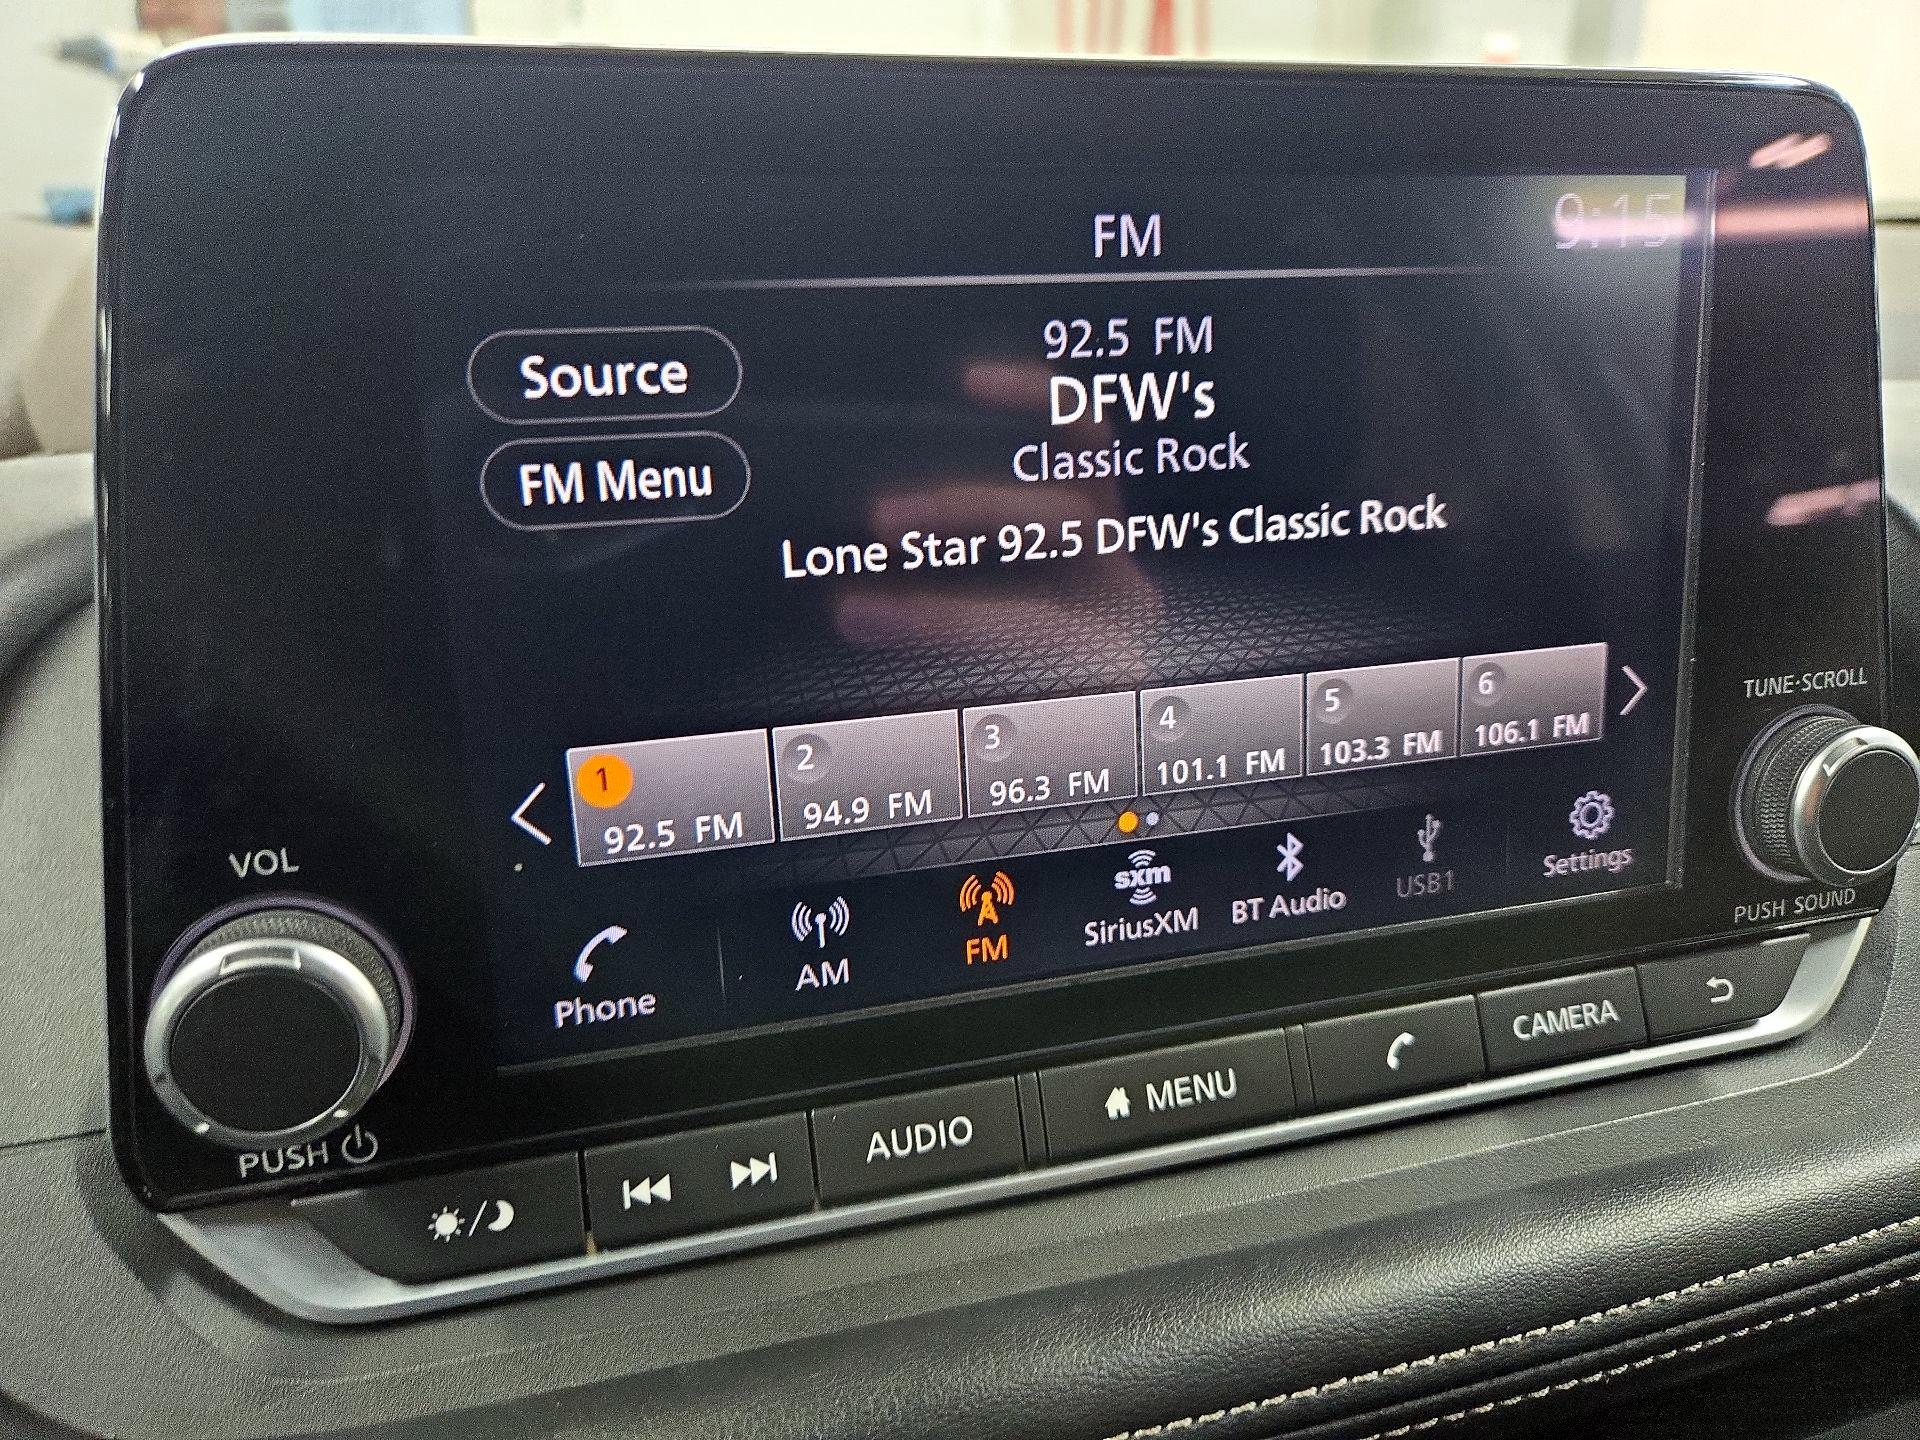 FM
9:15
Source
92.5 FM
DFW's
Classic Rock
FM Menu
Lone Star 92.5 DFW's Classic Rock
1
92.5 FM
2
94.9 FM
3
96.3 FM
4
101.1 FM
5
103.3 FM
6
106.1 FM
Phone
AM
FM
sxm
SiriusXM
BT Audio
USB1
Settings
VOL
PUSH
TUNE·SCROLL
PUSH SOUND
AUDIO
MENU
CAMERA